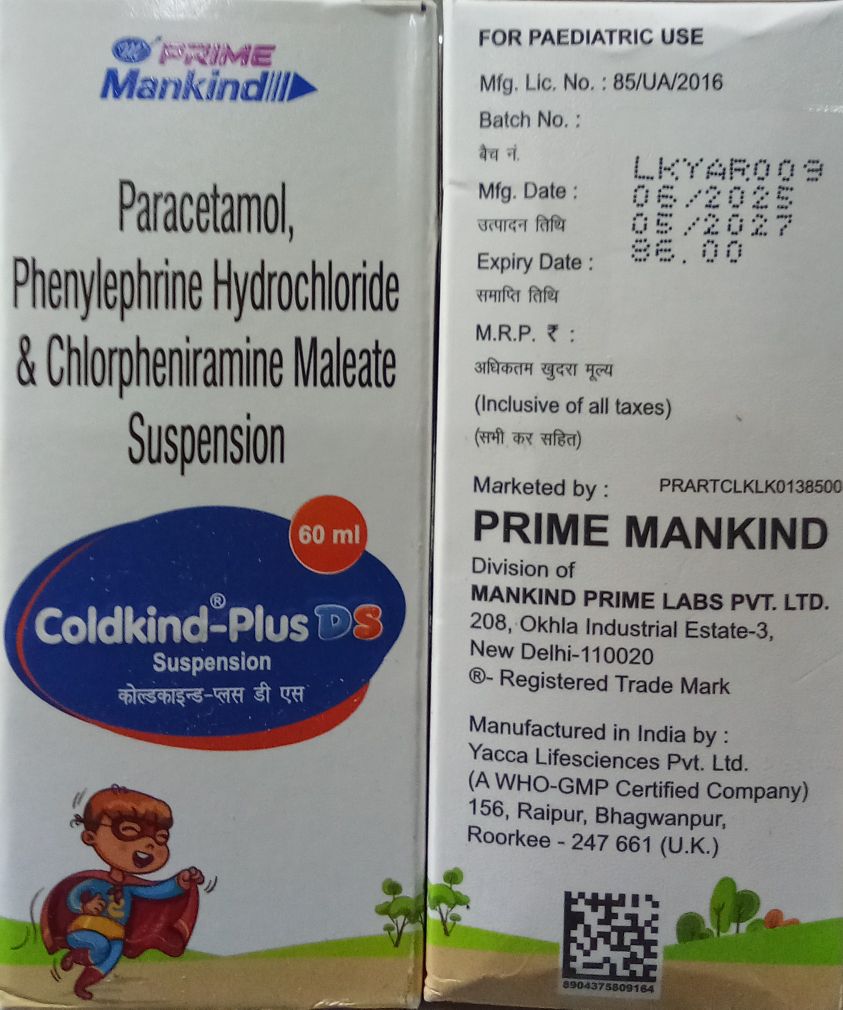 PRIME
Mankind
Paracetamol,
Phenylephrine Hydrochloride
& Chlorpheniramine Maleate
Suspension
60 ml
Coldkind®-Plus DS
Suspension
कोल्डकाइन्ड-प्लस डी एस
FOR PAEDIATRIC USE
Mfg. Lic. No. : 85/UA/2016
Batch No. :
बैच नं.
LKYAR009
Mfg. Date :
06/2025
उत्पादन तिथि
05/2027
Expiry Date :
86.00
समाप्ति तिथि
M.R.P. ₹ :
अधिकतम खुदरा मूल्य
(Inclusive of all taxes)
(सभी कर सहित)
Marketed by : PRARTCLKLK0138500
PRIME MANKIND
Division of
MANKIND PRIME LABS PVT. LTD.
208, Okhla Industrial Estate-3,
New Delhi-110020
®- Registered Trade Mark
Manufactured in India by :
Yacca Lifesciences Pvt. Ltd.
(A WHO-GMP Certified Company)
156, Raipur, Bhagwanpur,
Roorkee - 247 661 (U.K.)
8904375809164